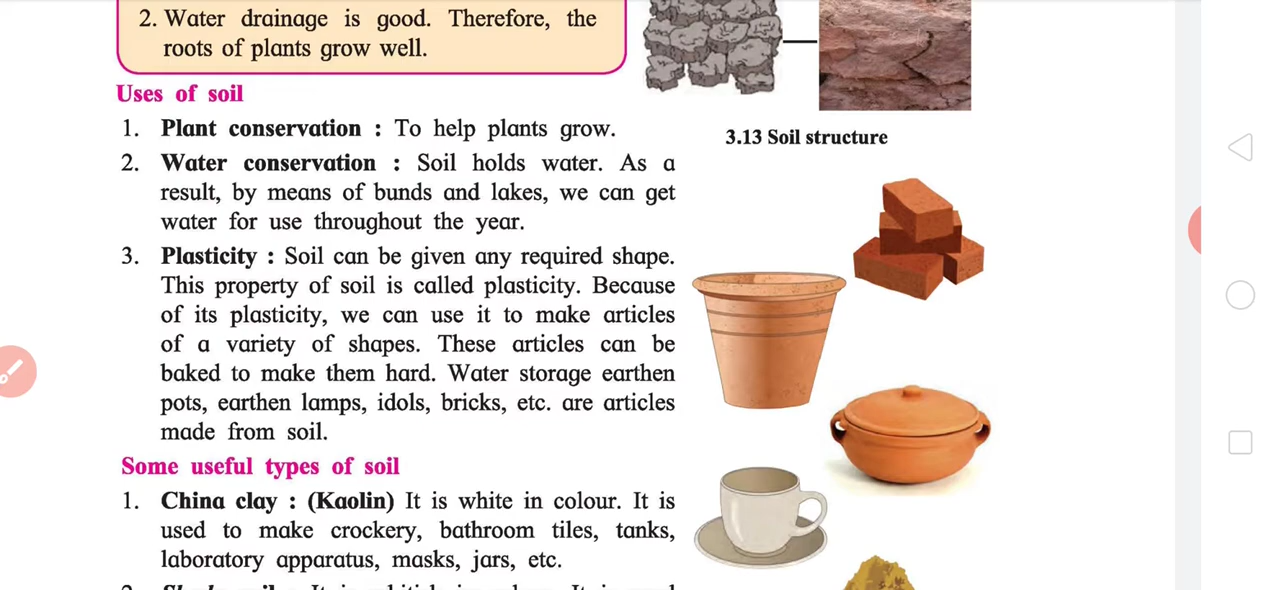 2. Water drainage is good. Therefore, the
roots of plants grow well.
Uses of soil
1. Plant conservation : To help plants grow.
3.13 Soil structure
2. Water conservation : Soil holds water. As a
result, by means of bunds and lakes, we can get
water for use throughout the year.
3. Plasticity : Soil can be given any required shape.
This property of soil is called plasticity. Because
of its plasticity, we can use it to make articles
of a variety of shapes. These articles can be
baked to make them hard. Water storage earthen
pots, earthen lamps, idols, bricks, etc. are articles
made from soil.
Some useful types of soil
1. China clay : (Kaolin) It is white in colour. It is
used to make crockery, bathroom tiles, tanks,
laboratory apparatus, masks, jars, etc.